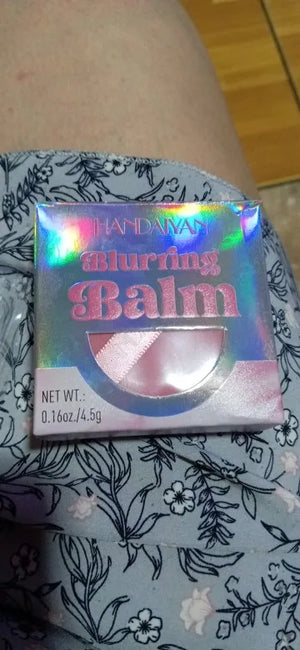 HANDAIYAN
Blurring
Balm
NET WT.:
0.16oz./4.5g